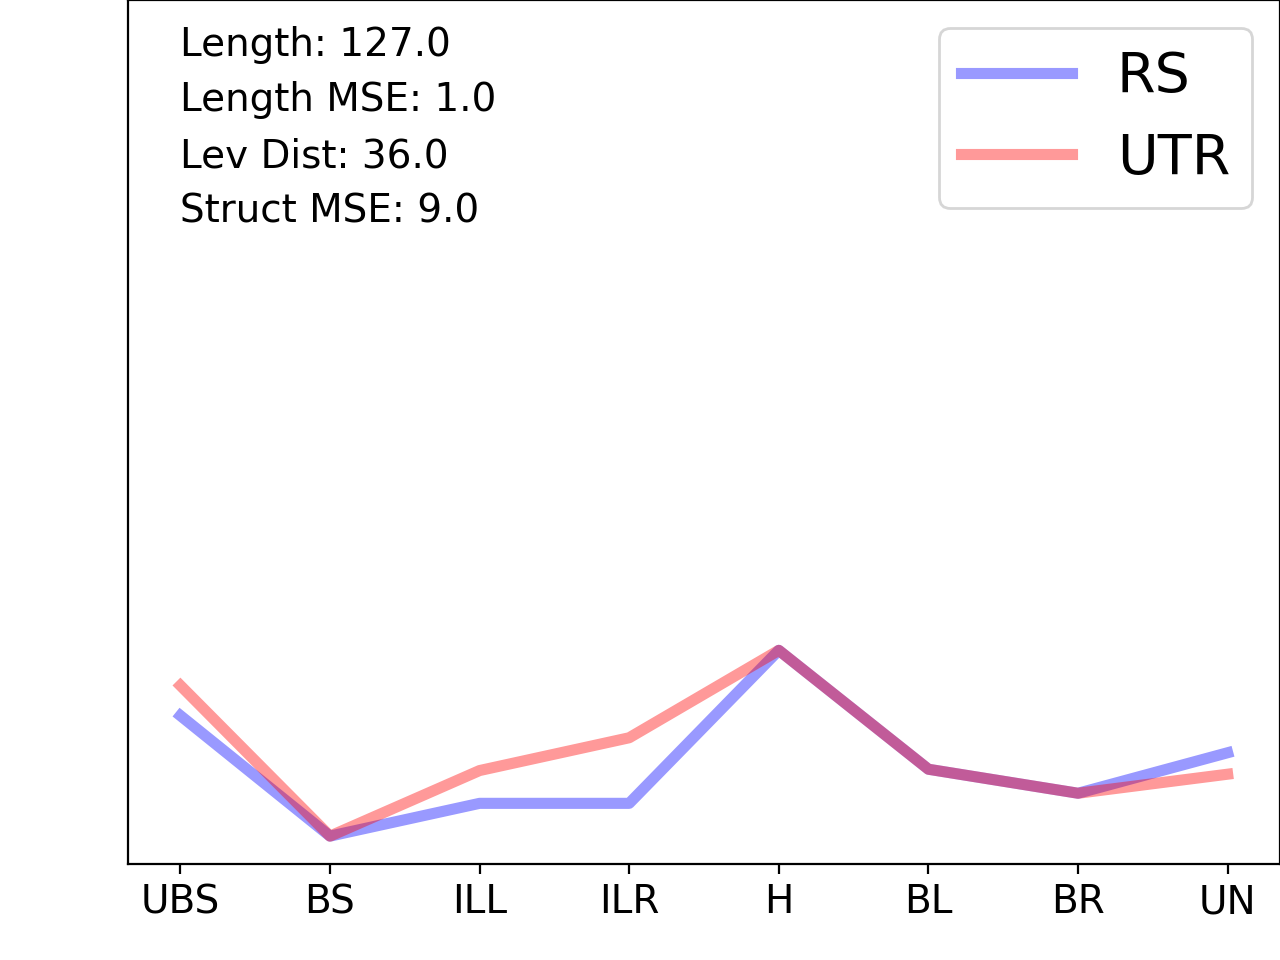 Length: 127.0
Length MSE: 1.0
Lev Dist: 36.0
Struct MSE: 9.0
RS
UTR
UBS BS ILL ILR H BL BR UN